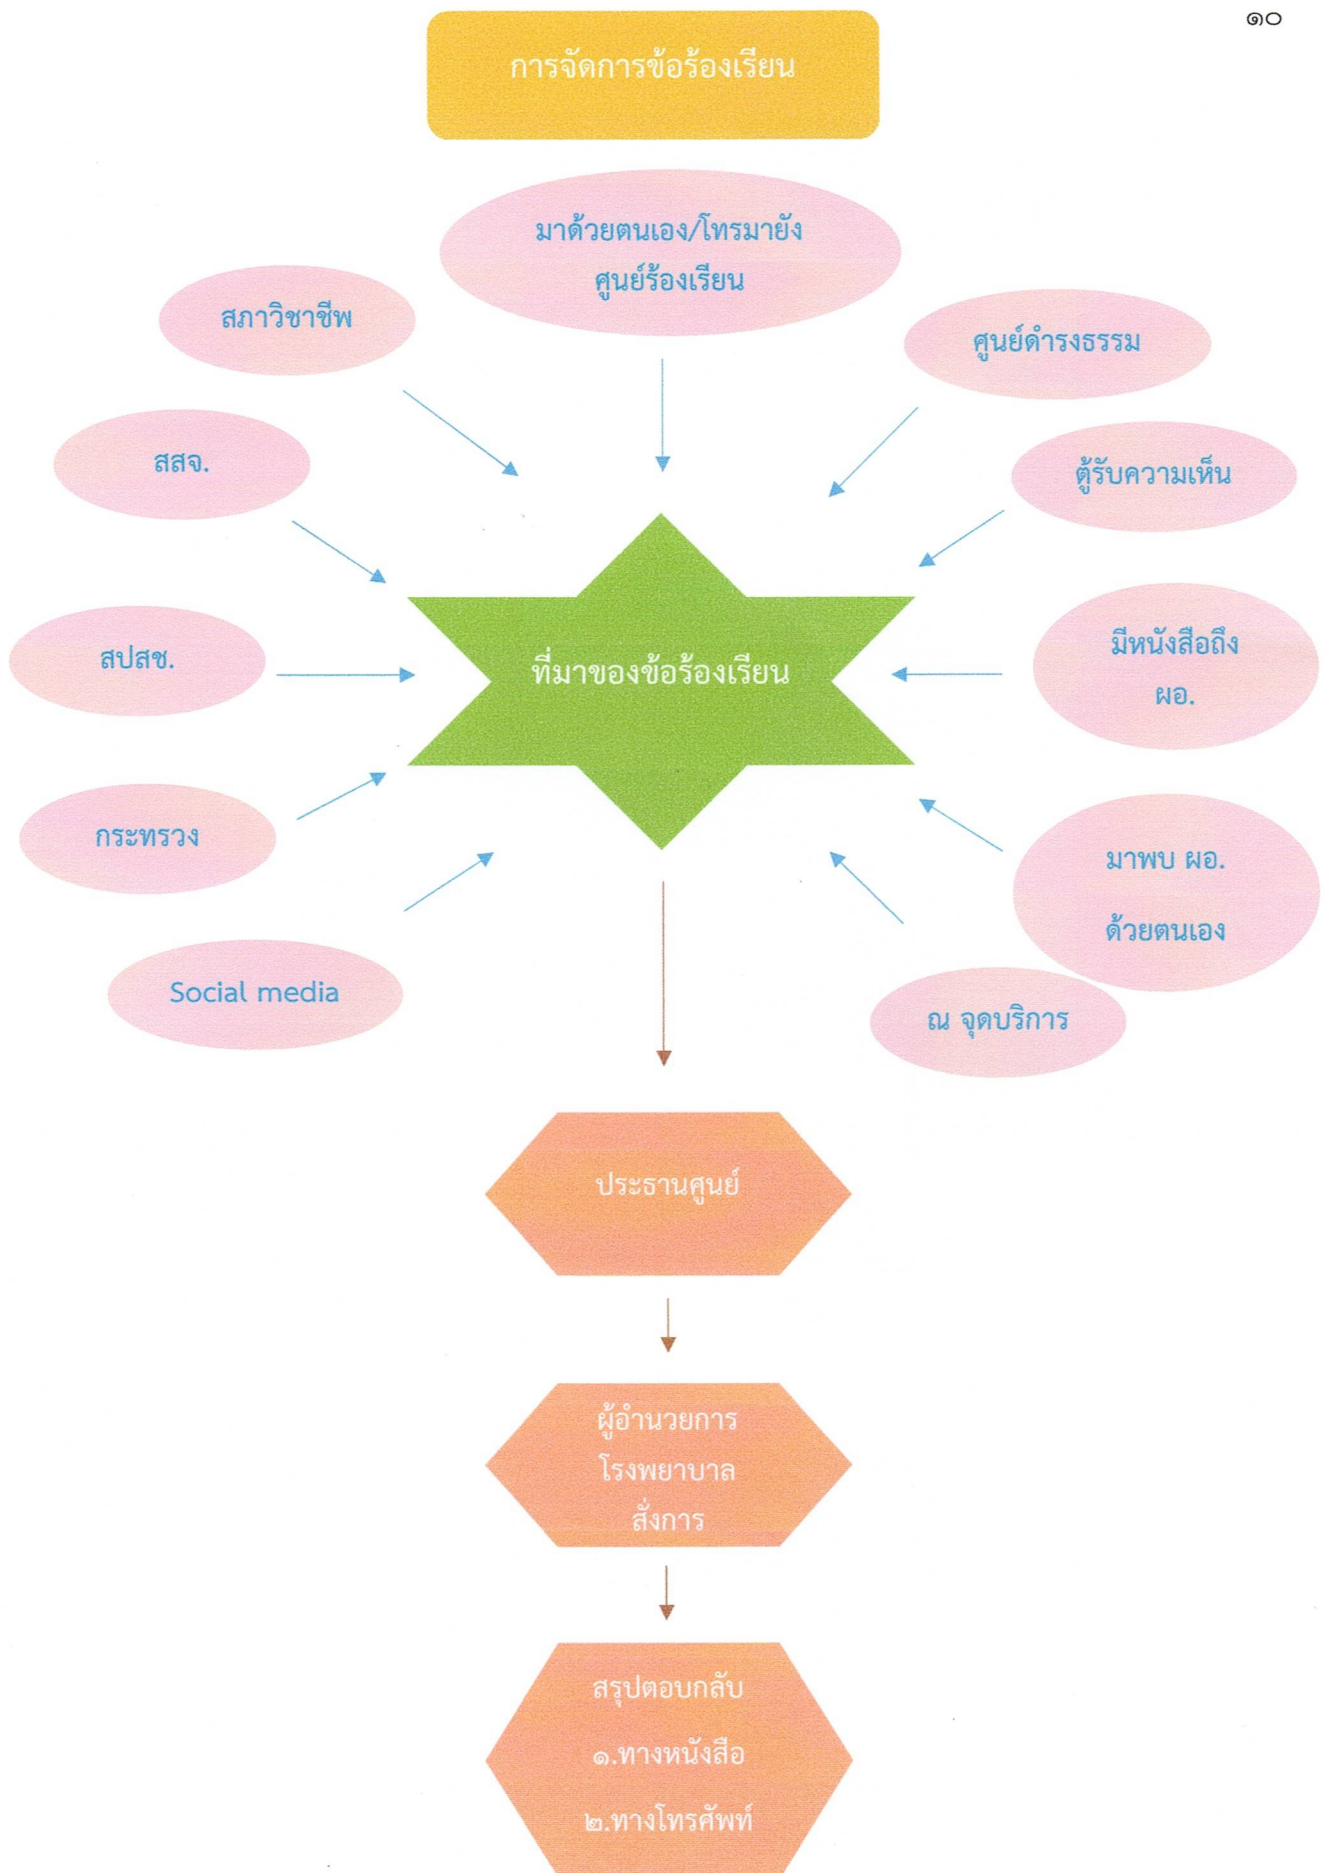 ๑๐
การจัดการข้อร้องเรียน
มาด้วยตนเอง/โทรมายัง
ศูนย์ร้องเรียน
สภาวิชาชีพ
ศูนย์ดำรงธรรม
สสจ.
ตู้รับความเห็น
สปสช.
ที่มาของข้อร้องเรียน
มีหนังสือถึง
ผอ.
กระทรวง
มาพบ ผอ.
ด้วยตนเอง
Social media
ณ จุดบริการ
ประธานศูนย์
ผู้อำนวยการ
โรงพยาบาล
สั่งการ
สรุปตอบกลับ
๑.ทางหนังสือ
๒.ทางโทรศัพท์